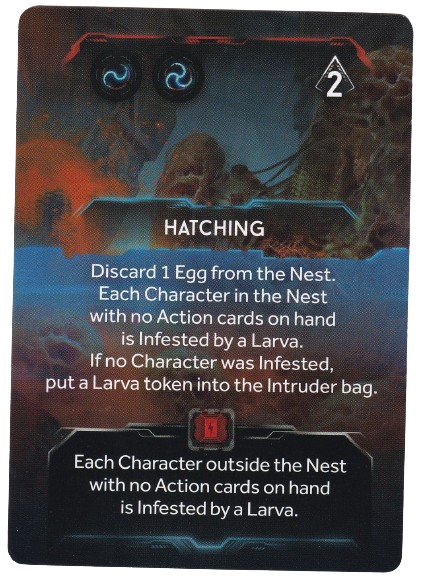 2
HATCHING
Discard 1 Egg from the Nest.
Each Character in the Nest
with no Action cards on hand
is Infested by a Larva.
If no Character was Infested,
put a Larva token into the Intruder bag.
Each Character outside the Nest
with no Action cards on hand
is Infested by a Larva.